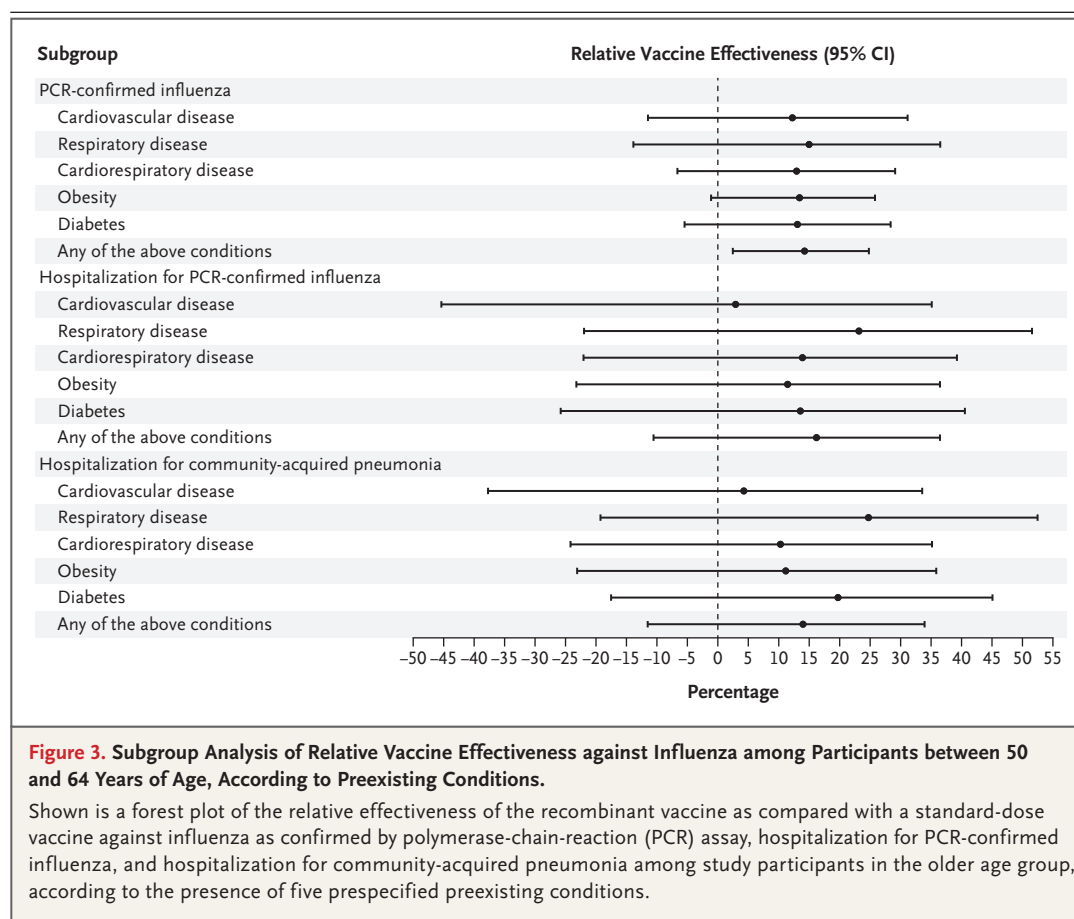 Subgroup Relative Vaccine Effectiveness (95% CI)
PCR-confirmed influenza
Cardiovascular disease
Respiratory disease
Cardiorespiratory disease
Obesity
Diabetes
Any of the above conditions
Hospitalization for PCR-confirmed influenza
Cardiovascular disease
Respiratory disease
Cardiorespiratory disease
Obesity
Diabetes
Any of the above conditions
Hospitalization for community-acquired pneumonia
Cardiovascular disease
Respiratory disease
Cardiorespiratory disease
Obesity
Diabetes
Any of the above conditions
−50 −45 −40 −35 −30 −25 −20 −15 −10 −5 0 5 10 15 20 25 30 35 40 45 50 55
Percentage
Figure 3. Subgroup Analysis of Relative Vaccine Effectiveness against Influenza among Participants between 50
and 64 Years of Age, According to Preexisting Conditions.
Shown is a forest plot of the relative effectiveness of the recombinant vaccine as compared with a standard-dose
vaccine against influenza as confirmed by polymerase-chain-reaction (PCR) assay, hospitalization for PCR-confirmed
influenza, and hospitalization for community-acquired pneumonia among study participants in the older age group,
according to the presence of five prespecified preexisting conditions.